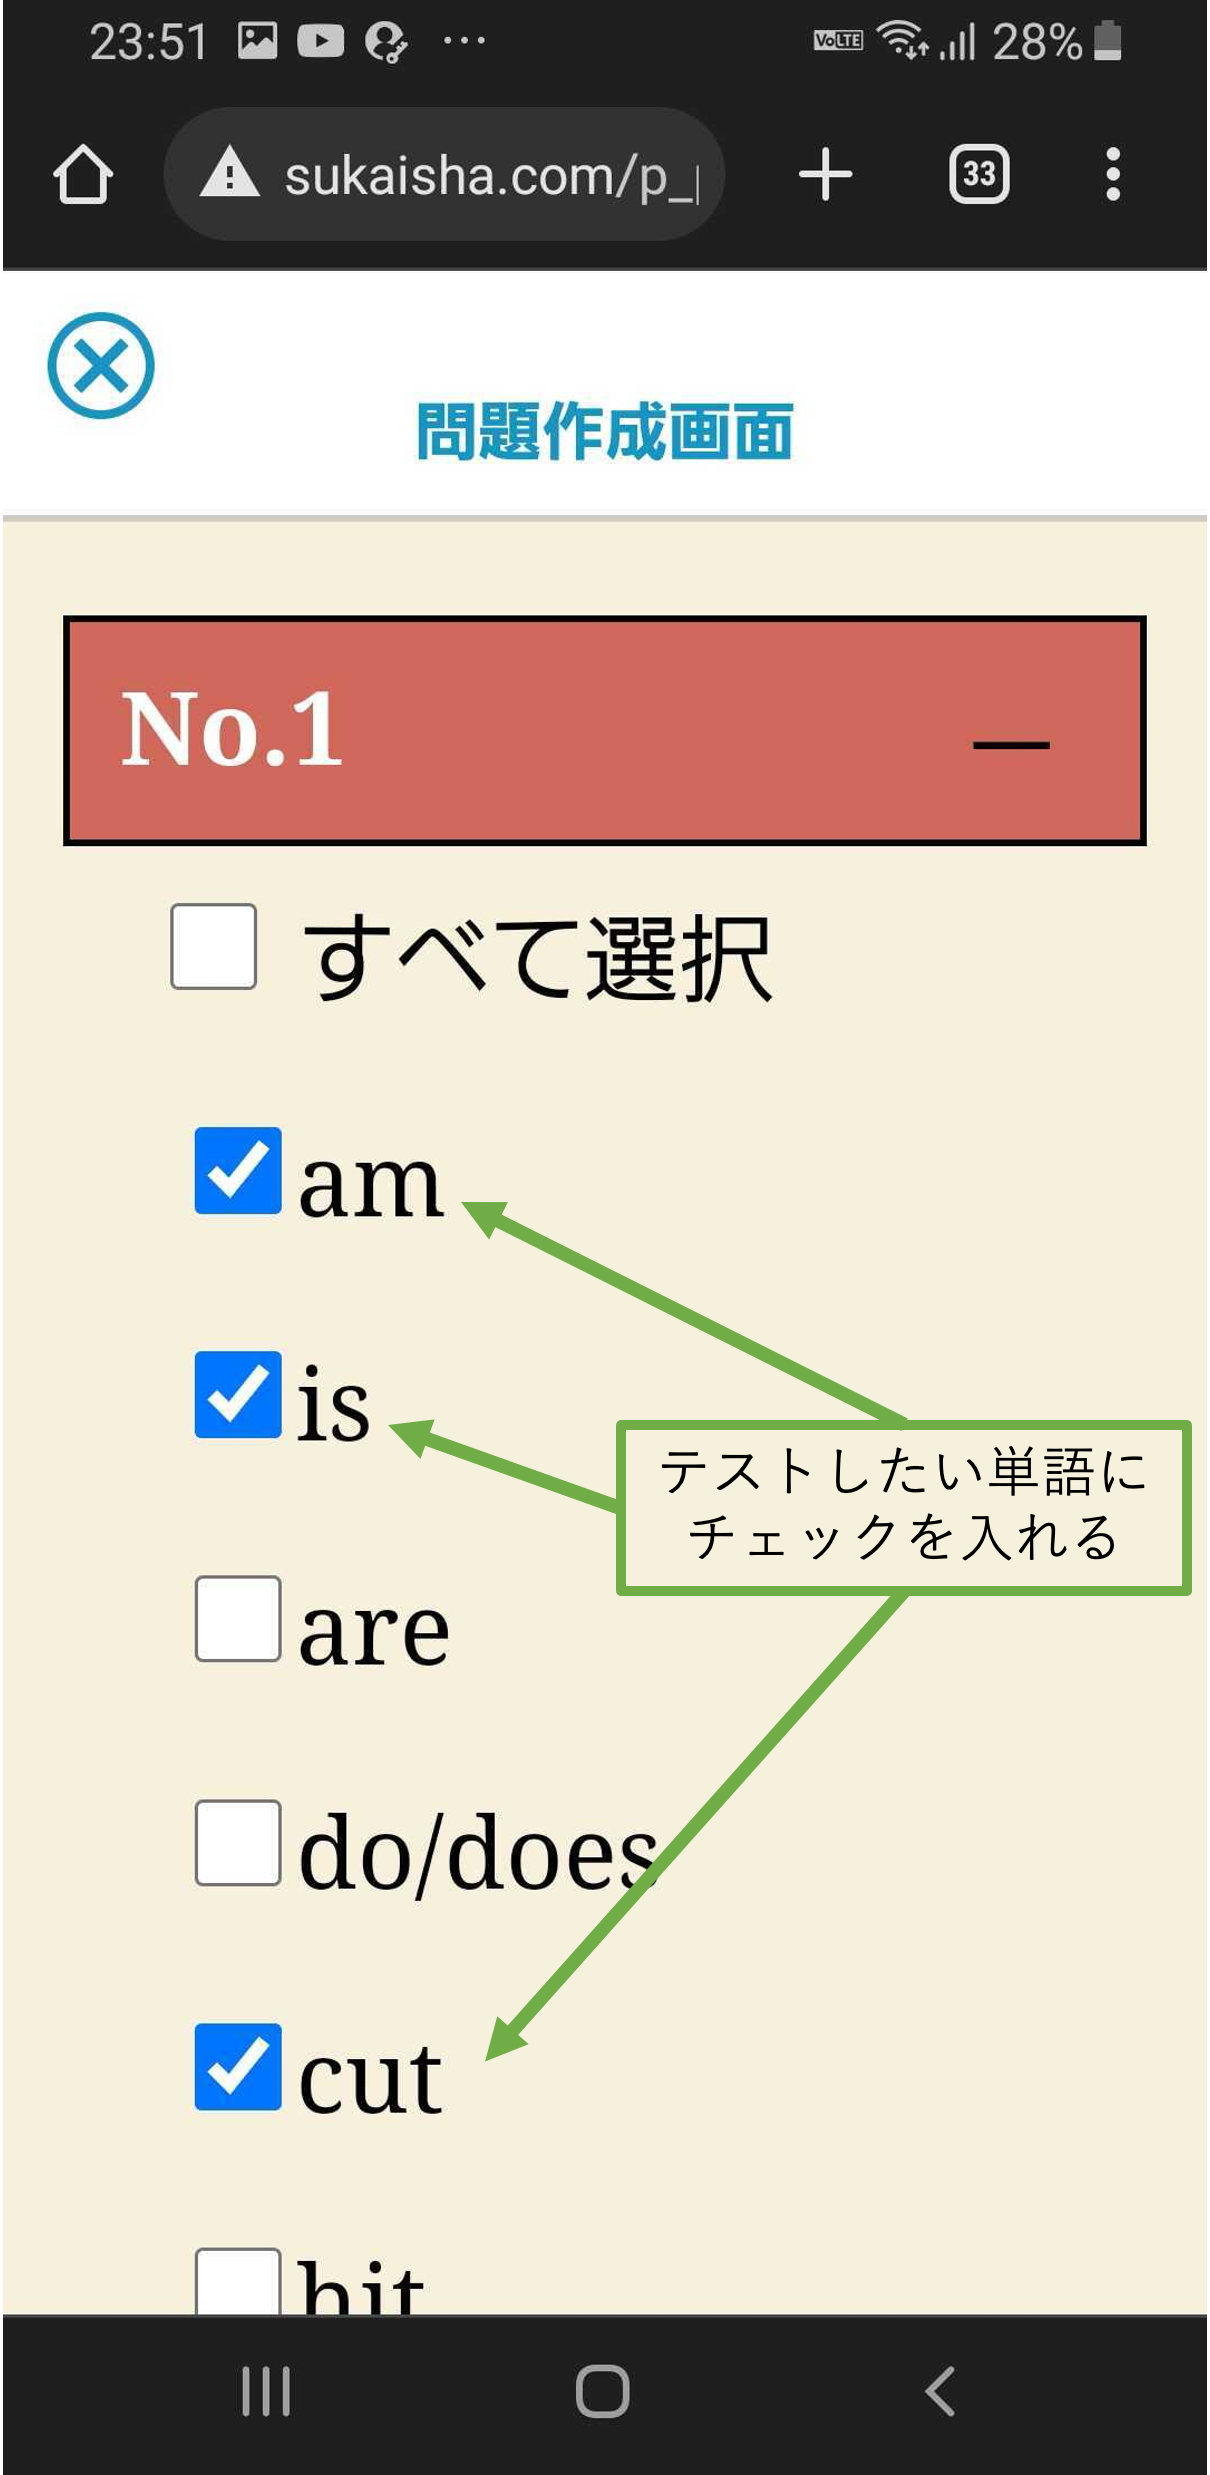 23:51
VoLTE
28%
sukaisha.com/p_
33
問題作成画面
No.1
すべて選択
am
is
テストしたい単語に
チェックを入れる
are
do/does
cut
hit